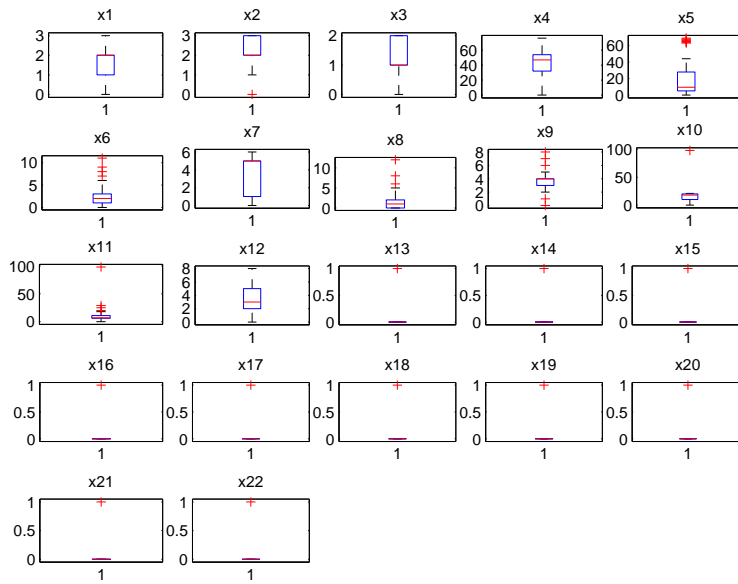 x1 x2 x3 x4 x5
3 3 2 60 60
2 2 40 40
1 1 1 20 20
0 0 0 0 0
1 1 1 1 1
x6 x7 x8 x9 x10
10 6 10 8 100
5 4 5 6 50
2 4
0 0 0 2 0
0
1 1 1 1 1
x11 x12 x13 x14 x15
100 8 1 1 1
50 6 0.5 0.5 0.5
4
2
0 0 0 0 0
1 1 1 1 1
x16 x17 x18 x19 x20
1 1 1 1 1
0.5 0.5 0.5 0.5 0.5
0 0 0 0 0
1 1 1 1 1
x21 x22
1 1
0.5 0.5
0 0
1 1